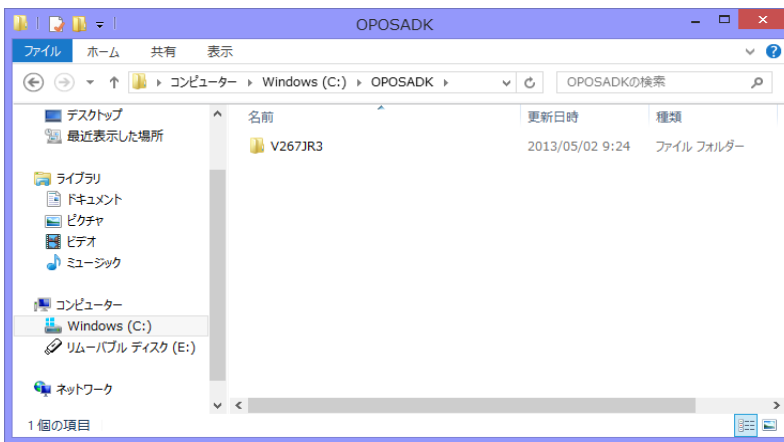 OPOSADK
ファイル ホーム 共有 表示
コンピューター Windows (C:) OPOSADK OPOSADKの検索
デスクトップ
最近表示した場所
ライブラリ
ドキュメント
ピクチャ
ビデオ
ミュージック
コンピューター
Windows (C:)
リムーバブル ディスク (E:)
ネットワーク
名前 更新日時 種類
V267JR3 2013/05/02 9:24 ファイル フォルダー
1 個の項目